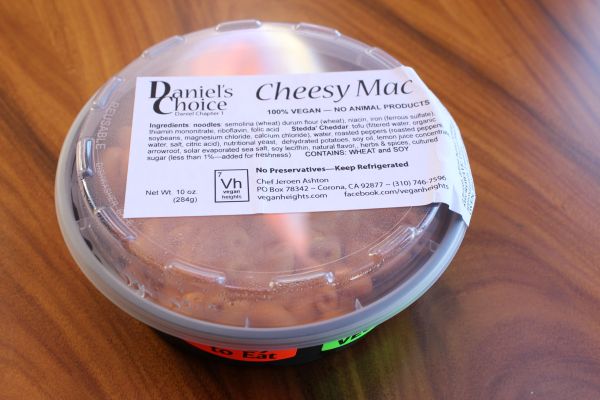 Daniel's Choice
Daniel Chapter 1
Cheesy Mac
100% VEGAN — NO ANIMAL PRODUCTS
Ingredients: noodles: semolina (wheat) durum flour (wheat), niacin, iron (ferrous sulfate),
thiamin mononitrate, riboflavin, folic acid Stedda' Cheddar: tofu (filtered water, organic
soybeans, magnesium chloride, calcium chloride), water, roasted peppers (roasted peppers,
water, salt, citric acid), nutritional yeast, dehydrated potatoes, soy oil, lemon juice concentrate,
arrowroot, solar evaporated sea salt, soy lecithin, natural flavor, herbs & spices, cultured
sugar (less than 1%—added for freshness) CONTAINS: WHEAT and SOY
No Preservatives—Keep Refrigerated
Net Wt. 10 oz.
(284g)
7
Vh
vegan
heights
Chef Jeroen Ashton
PO Box 78342 – Corona, CA 92877 – (310) 746-7596
veganheights.com facebook.com/veganheights
REUSABLE
to Eat